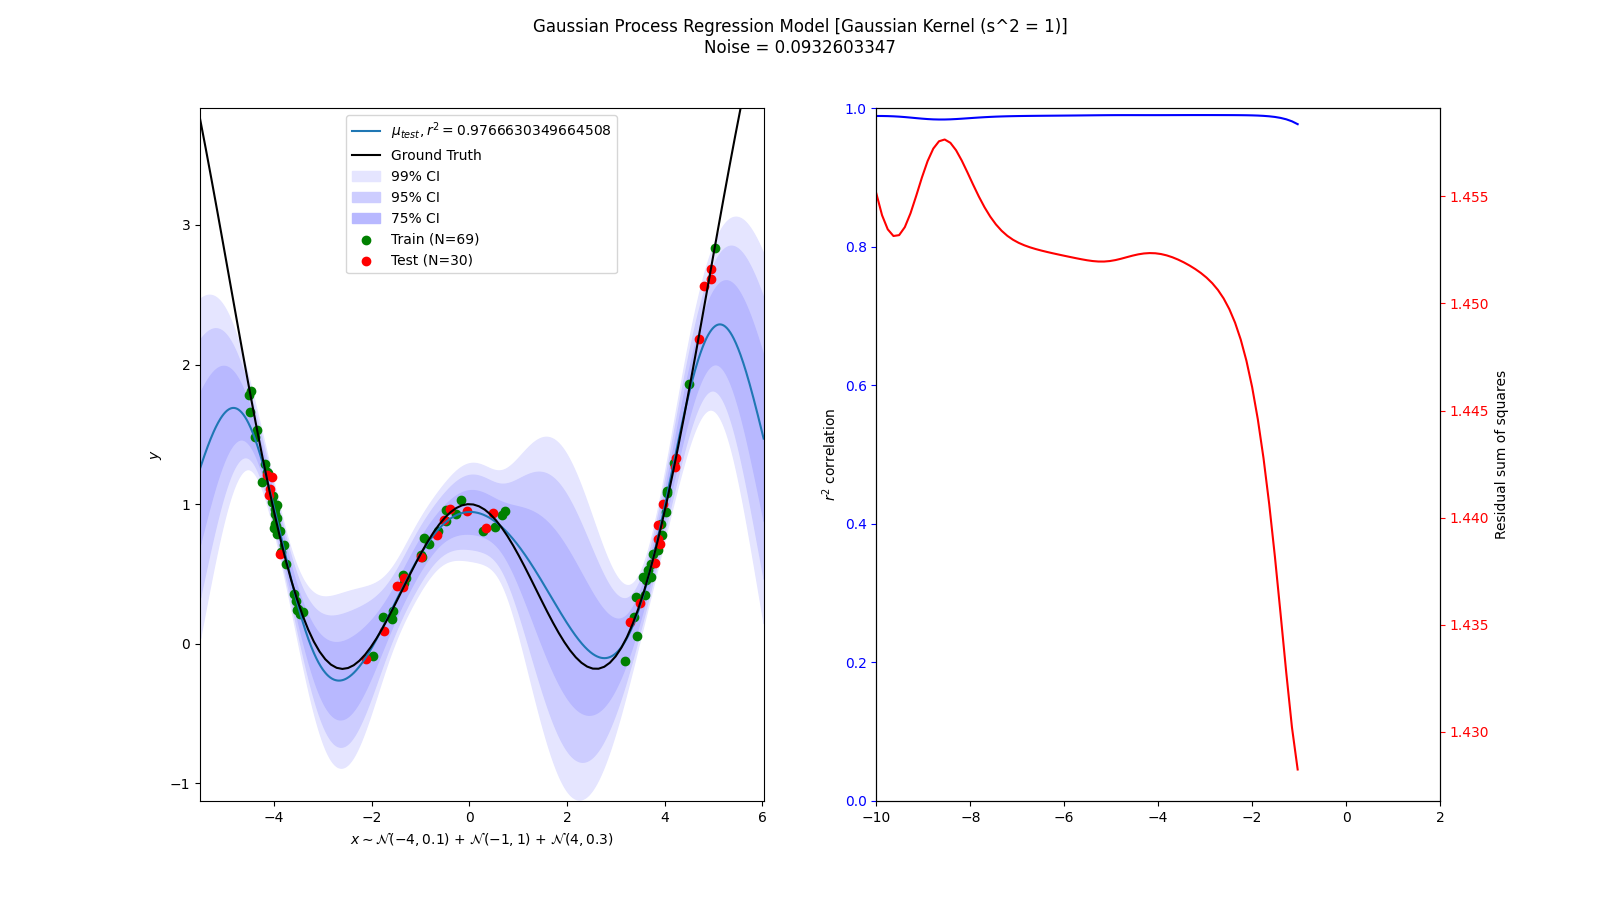 Gaussian Process Regression Model [Gaussian Kernel (s^2 = 1)]
Noise = 0.0932603347
μ_test, r² = 0.9766630349664508
Ground Truth
99% CI
95% CI
75% CI
Train (N=69)
Test (N=30)
3
2
1
0
−1
y
−4
−2
0
2
4
6
x ∼ 𝒩(−4, 0.1) + 𝒩(−1, 1) + 𝒩(4, 0.3)
1.0
0.8
0.6
0.4
0.2
0.0
r² correlation
−10
−8
−6
−4
−2
0
2
1.455
1.450
1.445
1.440
1.435
1.430
Residual sum of squares